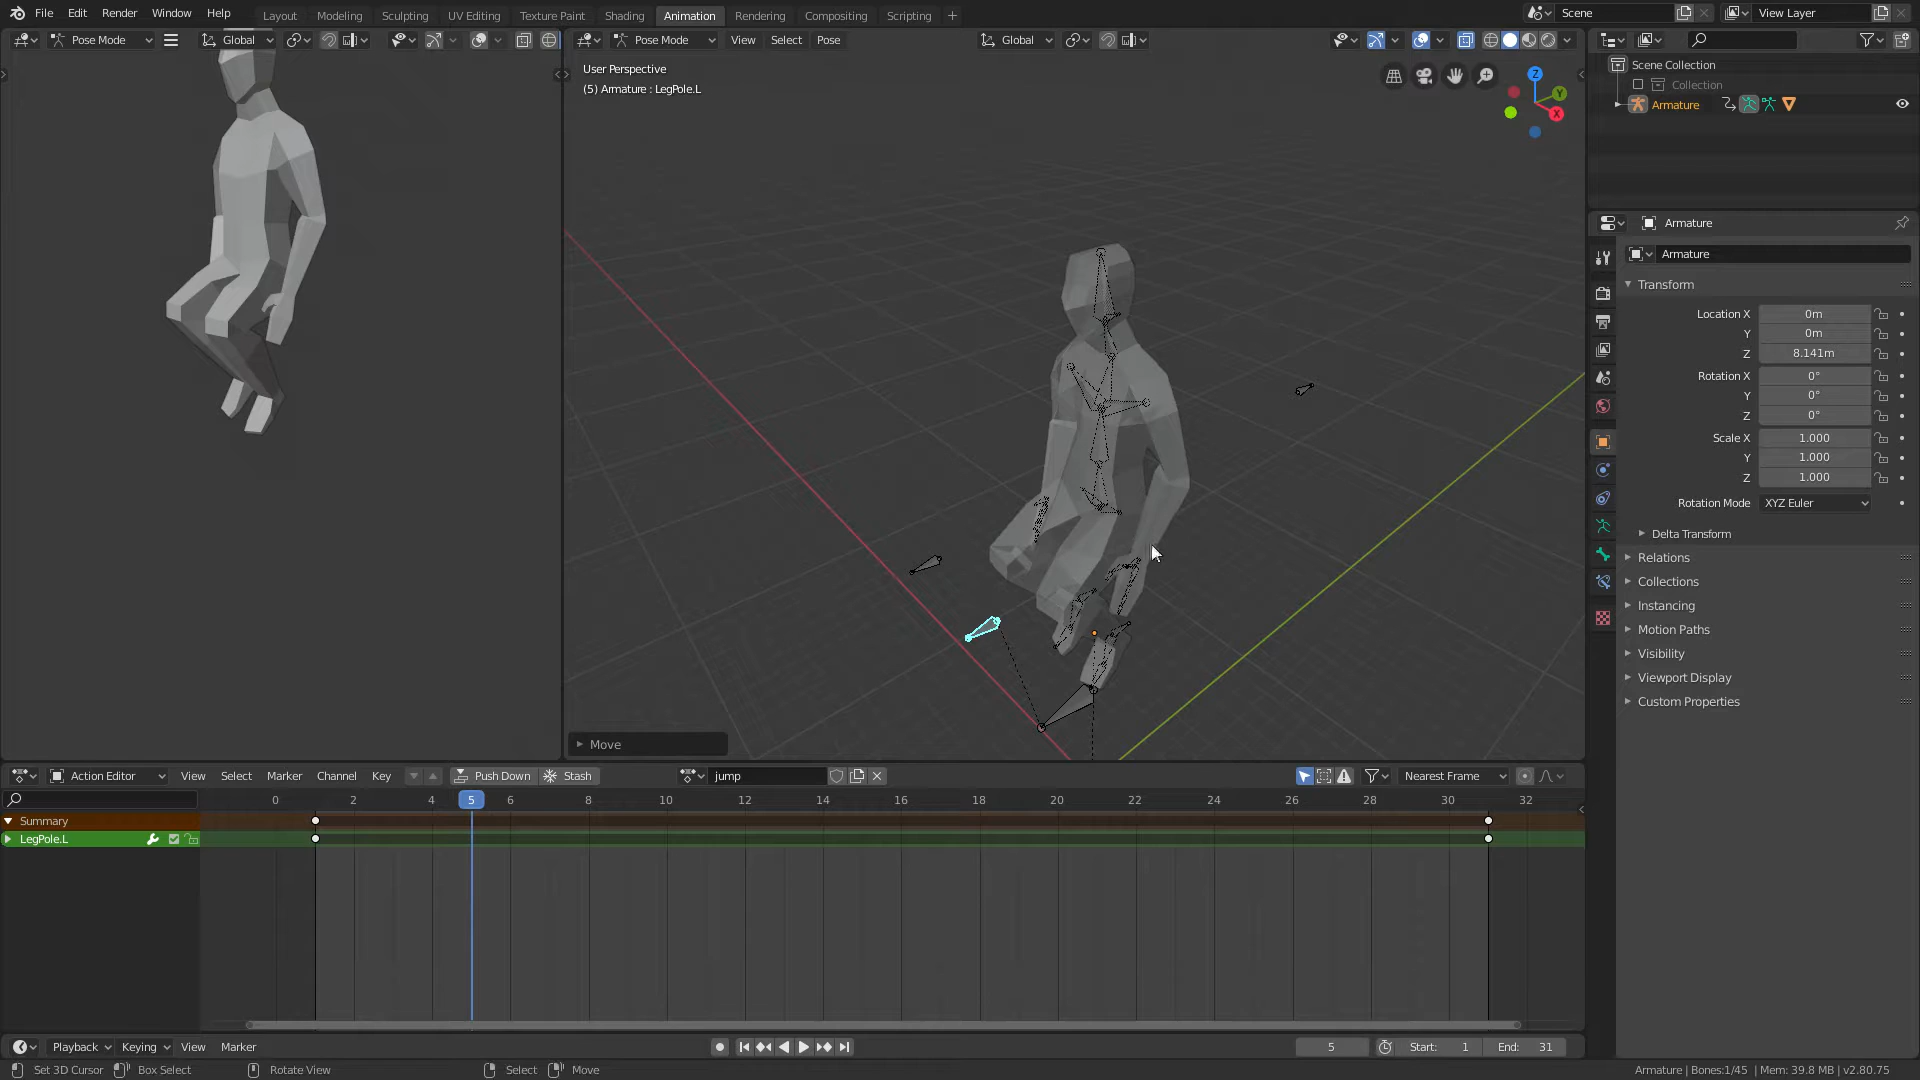 File Edit Render Window Help Layout Modeling Sculpting UV Editing Texture Paint Shading Animation Rendering Compositing Scripting + Scene View Layer
Pose Mode Global
Pose Mode View Select Pose Global
User Perspective
(5) Armature : LegPole.L
Z
Y
X
Move
Scene Collection
Collection
Armature
Armature
Armature
Transform
Location X 0m
Y 0m
Z 8.141m
Rotation X 0°
Y 0°
Z 0°
Scale X 1.000
Y 1.000
Z 1.000
Rotation Mode XYZ Euler
Delta Transform
Relations
Collections
Instancing
Motion Paths
Visibility
Viewport Display
Custom Properties
Action Editor View Select Marker Channel Key Push Down Stash jump Nearest Frame
0 2 4 5 6 8 10 12 14 16 18 20 22 24 26 28 30 32
Summary
LegPole.L
Playback Keying View Marker 5 Start: 1 End: 31
Set 3D Cursor Box Select Rotate View Select Move Armature | Bones:1/45 | Mem: 39.8 MB | v2.80.75